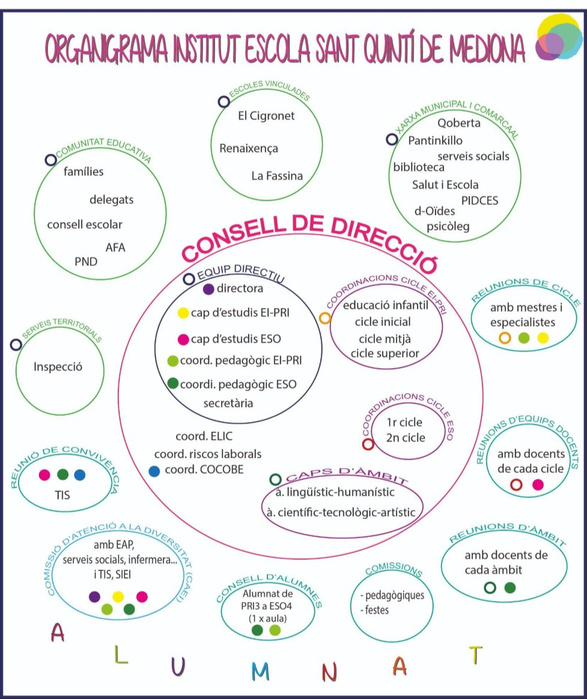 ORGANIGRAMA INSTITUT ESCOLA SANT QUINTÍ DE MEDIONA
ESCOLES VINCULADES
El Cigronet
Renaixença
La Fassina
XARXA MUNICIPAL I COMARCAAL
Qoberta
Pantinkillo
serveis socials
biblioteca
Salut i Escola
PIDCES
d-Oïdes
psicòleg
COMUNITAT EDUCATIVA
famílies
delegats
consell escolar
AFA
PND
CONSELL DE DIRECCIÓ
EQUIP DIRECTIU
directora
cap d'estudis EI-PRI
cap d'estudis ESO
coord. pedagògic EI-PRI
coordi. pedagògic ESO
secretària
COORDINACIONS CICLE EI-PRI
educació infantil
cicle inicial
cicle mitjà
cicle superior
REUNIONS DE CICLE
amb mestres i
especialistes
SERVEIS TERRITORIALS
Inspecció
COORDINACIONS CICLE ESO
1r cicle
2n cicle
REUNIONS D'EQUIPS DOCENTS
amb docents
de cada cicle
coord. ELIC
coord. riscos laborals
coord. COCOBE
CAPS D'ÀMBIT
à. lingüístic-humanístic
à. científic-tecnològic-artístic
REUNIÓ DE CONVIVÈNCIA
TIS
COMISSIÓ D'ATENCIÓ A LA DIVERSITAT (CAEI)
amb EAP,
serveis socials, infermera...
i TIS, SIEI
CONSELL D'ALUMNES
Alumnat de
PRI3 a ESO4
(1 x aula)
COMISSIONS
- pedagògiques
- festes
REUNIONS D'ÀMBIT
amb docents de
cada àmbit
A L U M N A T